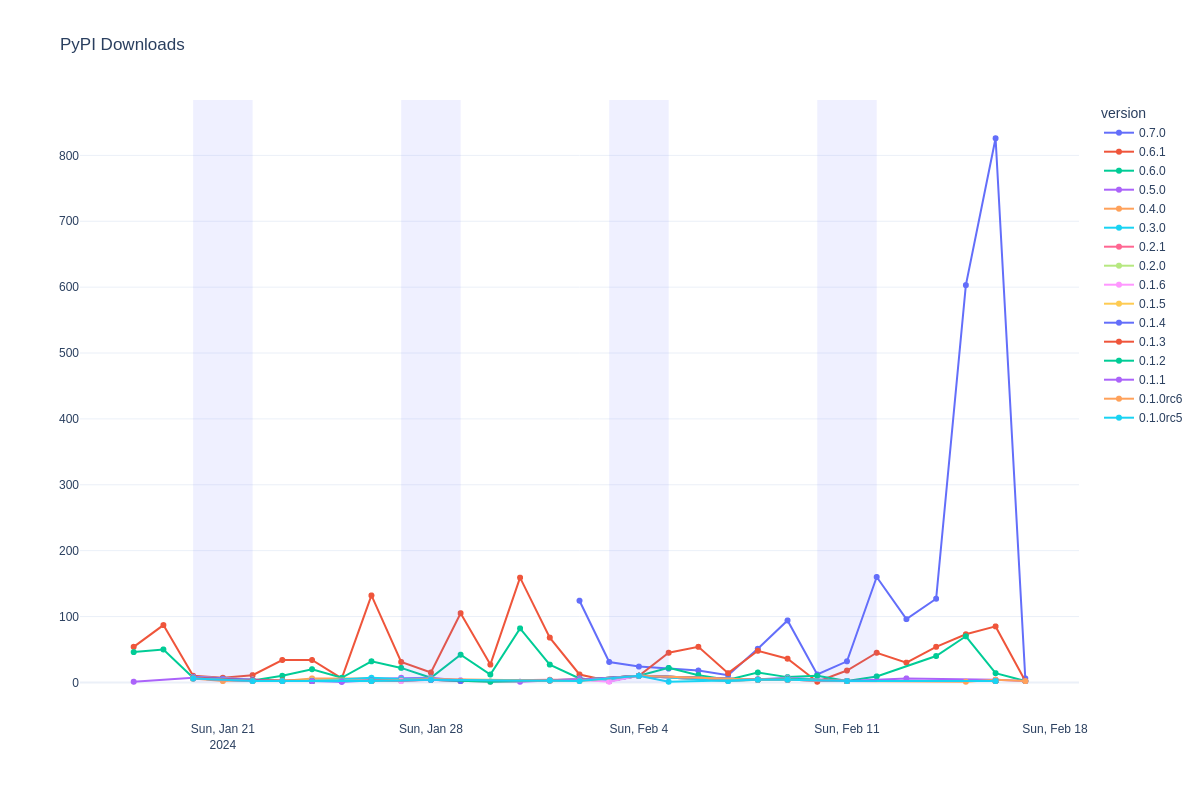 PyPI Downloads
800
700
600
500
400
300
200
100
0
Sun, Jan 21
2024
Sun, Jan 28
Sun, Feb 4
Sun, Feb 11
Sun, Feb 18
version
0.7.0
0.6.1
0.6.0
0.5.0
0.4.0
0.3.0
0.2.1
0.2.0
0.1.6
0.1.5
0.1.4
0.1.3
0.1.2
0.1.1
0.1.0rc6
0.1.0rc5